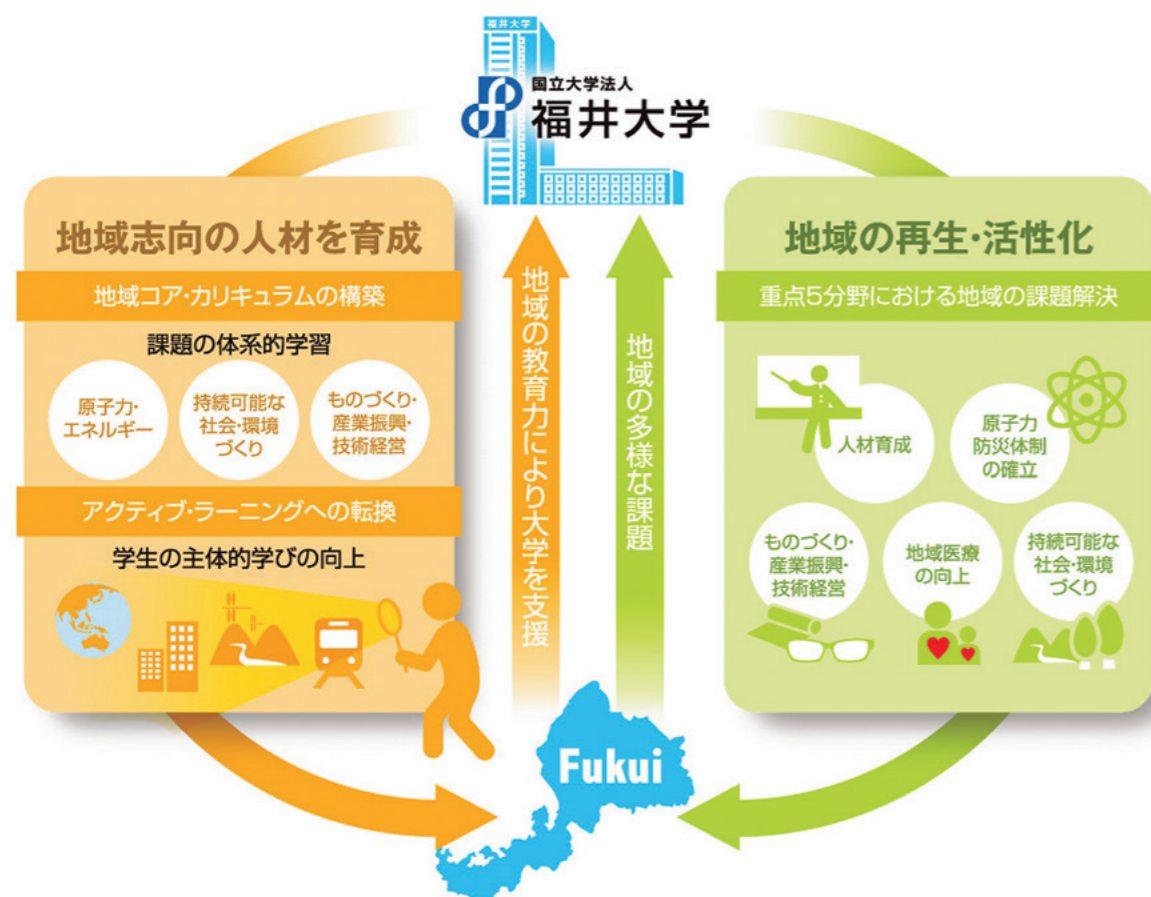 福井大学
国立大学法人
福井大学
地域志向の人材を育成
地域コア・カリキュラムの構築
課題の体系的学習
原子力・
エネルギー
持続可能な
社会・環境
づくり
ものづくり・
産業振興・
技術経営
アクティブ・ラーニングへの転換
学生の主体的学びの向上
地域の教育力により大学を支援
地域の多様な課題
地域の再生・活性化
重点5分野における地域の課題解決
人材育成
原子力
防災体制
の確立
ものづくり・
産業振興・
技術経営
地域医療
の向上
持続可能な
社会・環境
づくり
Fukui